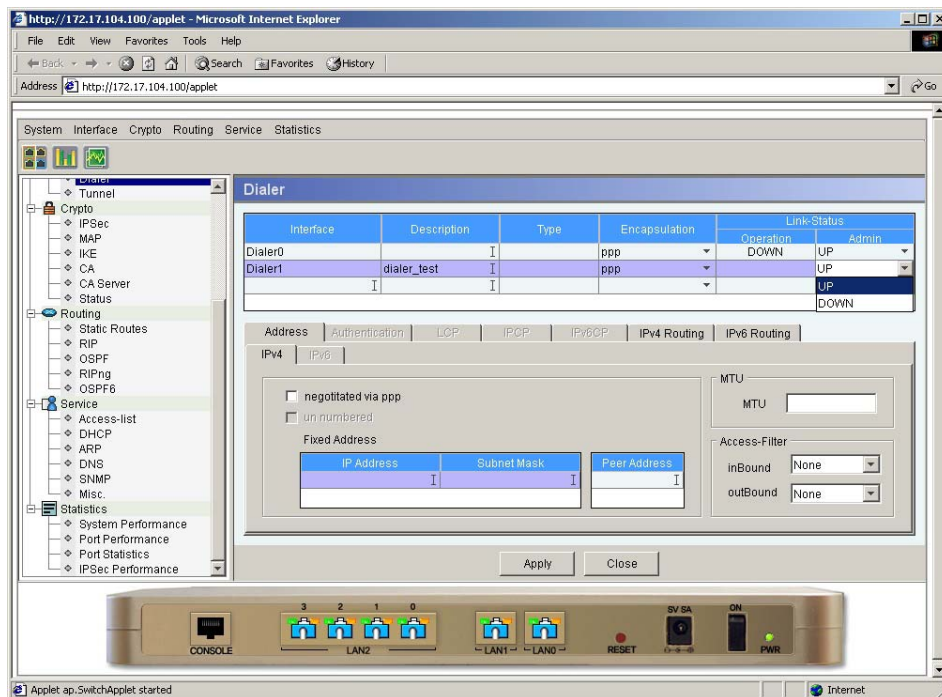 http://172.17.104.100/applet - Microsoft Internet Explorer
File Edit View Favorites Tools Help
Back Search Favorites History
Address http://172.17.104.100/applet Go
System Interface Crypto Routing Service Statistics
Dialer
Tunnel
Crypto
IPSec
MAP
IKE
CA
CA Server
Status
Routing
Static Routes
RIP
OSPF
RIPng
OSPF6
Service
Access-list
DHCP
ARP
DNS
SNMP
Misc.
Statistics
System Performance
Port Performance
Port Statistics
IPSec Performance
Dialer
Interface Description Type Encapsulation Link-Status
Operation Admin
Dialer0 ppp DOWN UP
Dialer1 dialer_test ppp UP
UP
DOWN
Address Authentication LCP IPCP IPv6CP IPv4 Routing IPv6 Routing
IPv4 IPv6
negotitated via ppp
un numbered
Fixed Address
IP Address Subnet Mask Peer Address
MTU
MTU
Access-Filter
inBound None
outBound None
Apply Close
3 2 1 0
CONSOLE LAN2 LAN1 LAN0 RESET 5V 5A ON PWR
Applet ap.SwitchApplet started Internet